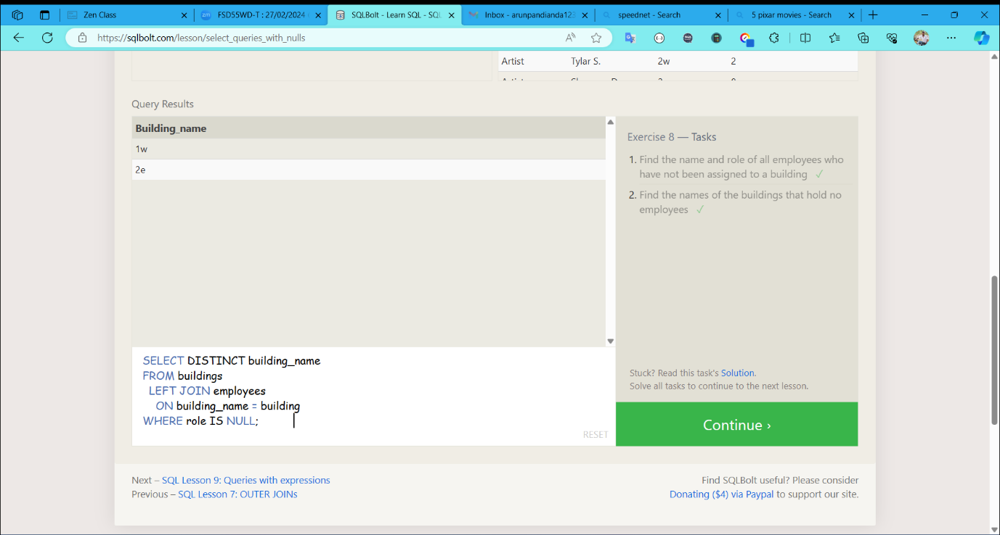 Zen Class
FSD55WD-T : 27/02/2024
SQLBolt - Learn SQL - SQL
Inbox - arunpandianda123
speednet - Search
5 pixar movies - Search
https://sqlbolt.com/lesson/select_queries_with_nulls
Artist Tylar S. 2w 2
Query Results
Building_name
1w
2e
Exercise 8 — Tasks
1. Find the name and role of all employees who
have not been assigned to a building ✓
2. Find the names of the buildings that hold no
employees ✓
SELECT DISTINCT building_name
FROM buildings
LEFT JOIN employees
ON building_name = building
WHERE role IS NULL;
RESET
Stuck? Read this task's Solution.
Solve all tasks to continue to the next lesson.
Continue ›
Next – SQL Lesson 9: Queries with expressions
Previous – SQL Lesson 7: OUTER JOINs
Find SQLBolt useful? Please consider
Donating ($4) via Paypal to support our site.